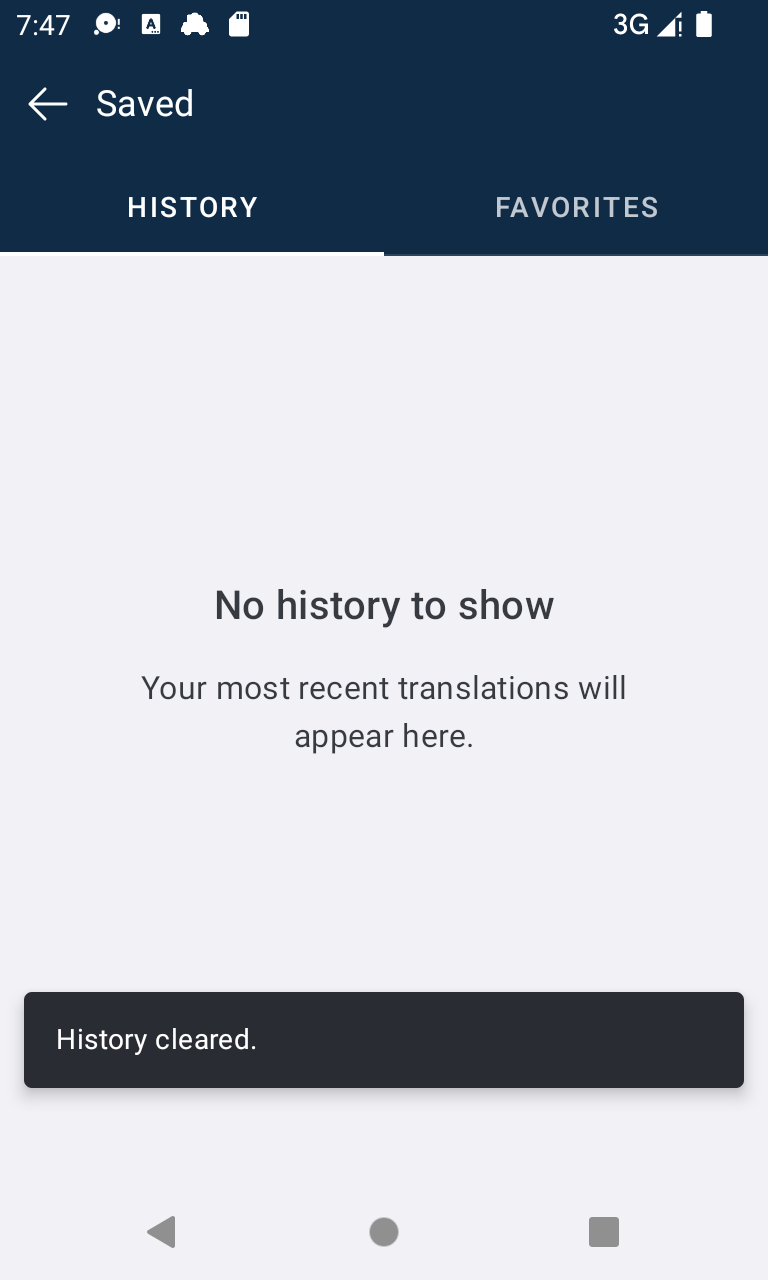 7:47
3G
Saved
HISTORY
FAVORITES
No history to show
Your most recent translations will
appear here.
History cleared.